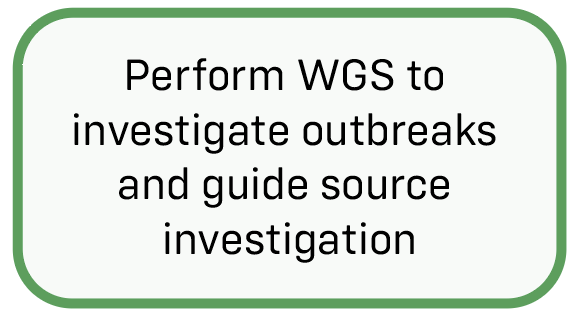 Perform WGS to
investigate outbreaks
and guide source
investigation